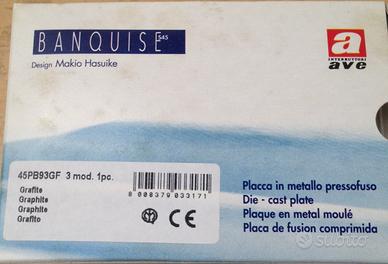 BANQUISE S45
Design Makio Hasuike
a
INTERRUTTORI
ave
45PB93GF 3 mod. 1pc.
Grafite
Graphite
Graphite
Grafito
8 008379 033171
CE
Placca in metallo pressofuso
Die - cast plate
Plaque en metal moulé
Placa de fusion comprimida
subito